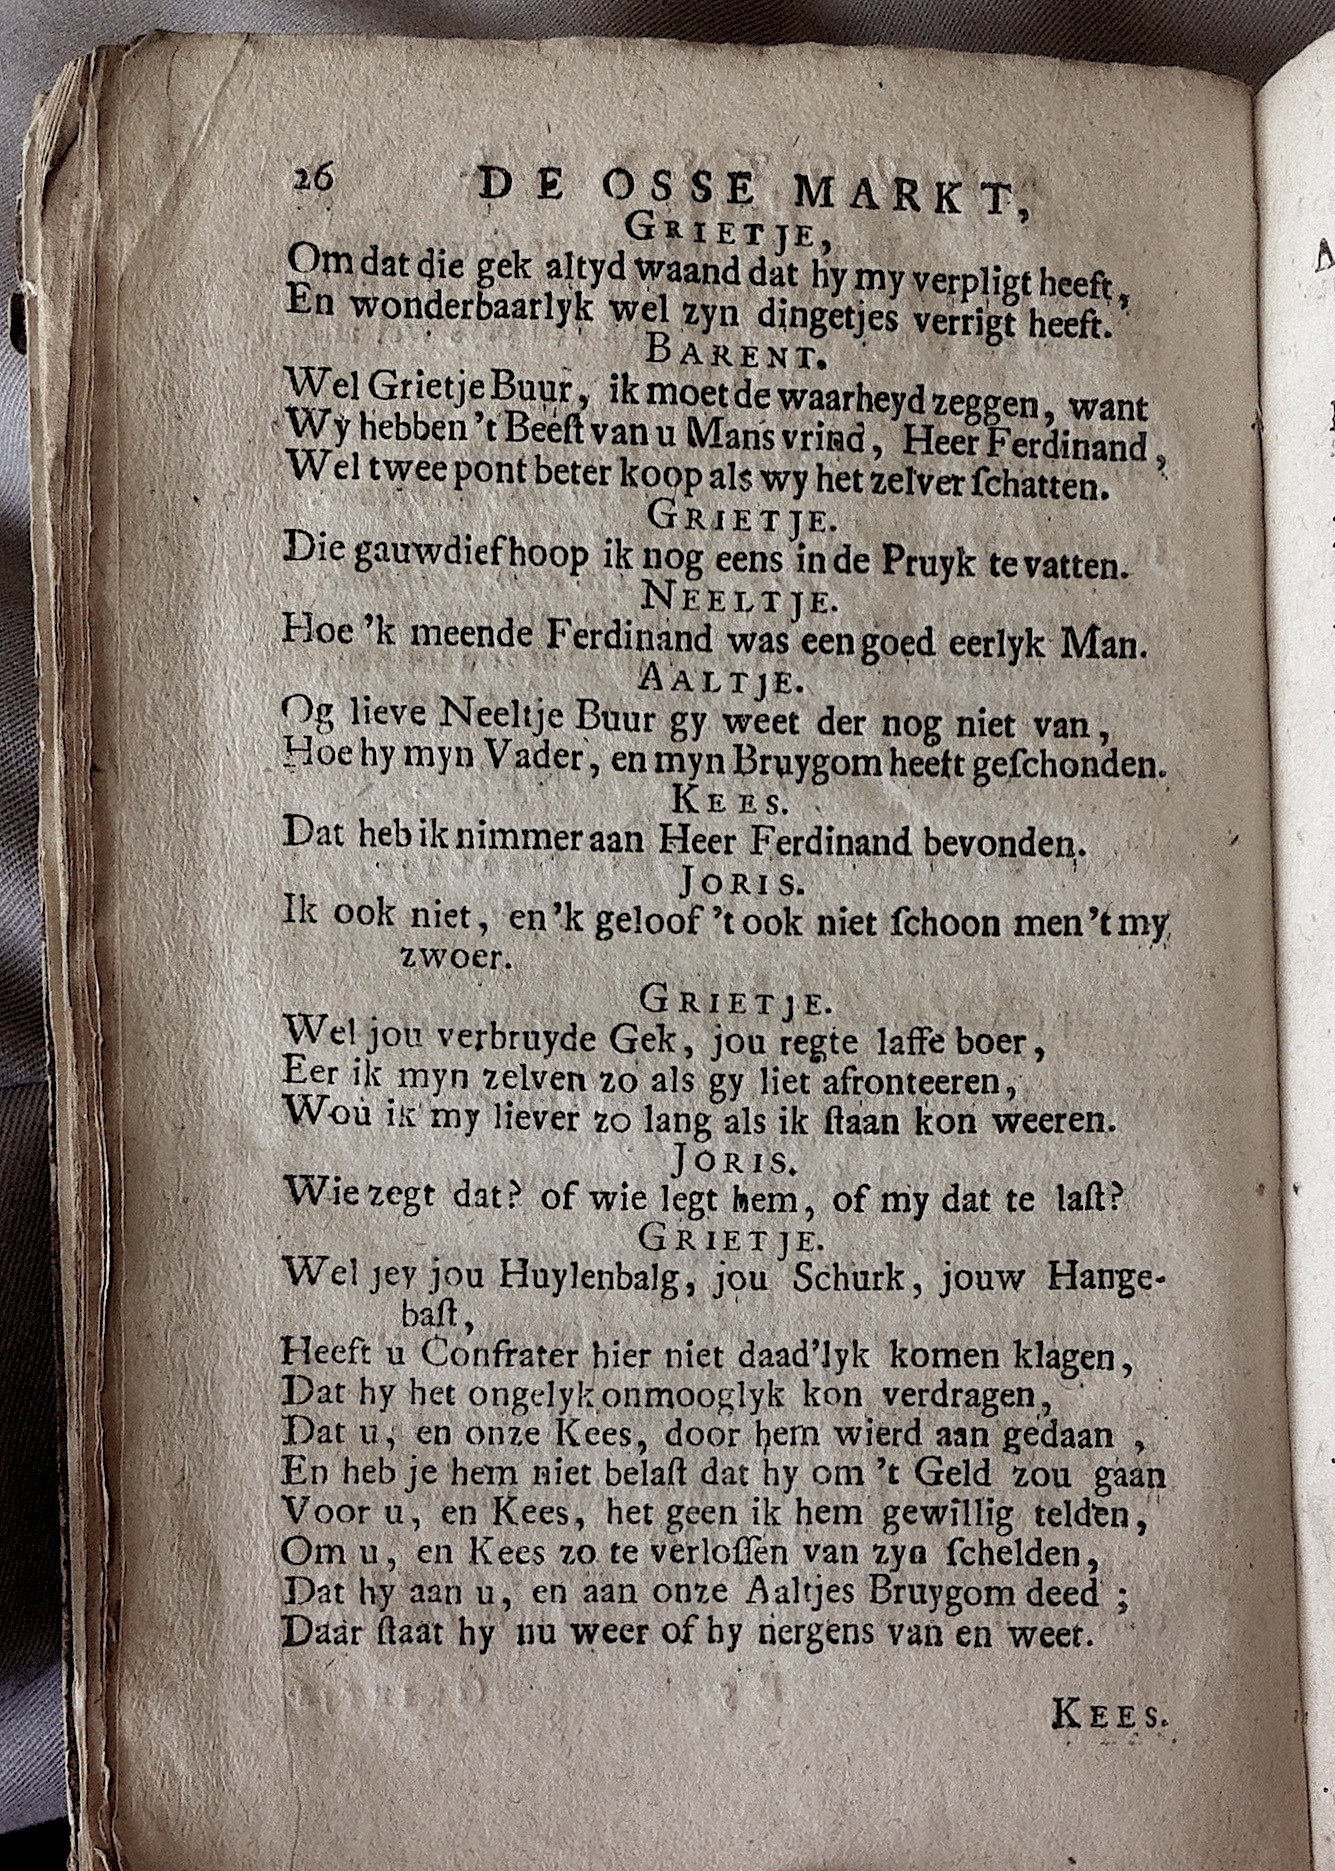 26 DE OSSE MARKT,
GRIETJE,
Omdat die gek altyd waand dat hy my verpligt heeft,
En wonderbaarlyk wel zyn dingetjes verrigt heeft.
BARENT.
Wel Grietje Buur, ik moet de waarheyd zeggen, want
Wy hebben 't Beeſt van u Mans vrind, Heer Ferdinand,
Wel twee pont beter koop als wy het zelver ſchatten.
GRIETJE.
Die gauwdief hoop ik nog eens in de Pruyk te vatten.
NEELTJE.
Hoe 'k meende Ferdinand was een goed eerlyk Man.
AALTJE.
Og lieve Neeltje Buur gy weet der nog niet van,
Hoe hy myn Vader, en myn Bruygom heeft geſchonden.
KEES.
Dat heb ik nimmer aan Heer Ferdinand bevonden.
JORIS.
Ik ook niet, en 'k geloof 't ook niet ſchoon men 't my
zwoer.
GRIETJE.
Wel jou verbruyde Gek, jou regte laffe boer,
Eer ik myn zelven zo als gy liet afronteeren,
Wou ik my liever zo lang als ik ſtaan kon weeren.
JORIS.
Wie zegt dat? of wie legt hem, of my dat te laſt?
GRIETJE.
Wel jey jou Huylenbalg, jou Schurk, jouw Hange-
baſt,
Heeft u Confrater hier niet daad'lyk komen klagen,
Dat hy het ongelyk onmooglyk kon verdragen,
Dat u, en onze Kees, door hem wierd aan gedaan,
En heb je hem niet belaſt dat hy om 't Geld zou gaan
Voor u, en Kees, het geen ik hem gewillig telden,
Om u, en Kees zo te verloſſen van zyn ſchelden,
Dat hy aan u, en aan onze Aaltjes Bruygom deed;
Daar ſtaat hy nu weer of hy nergens van en weet.
KEES.